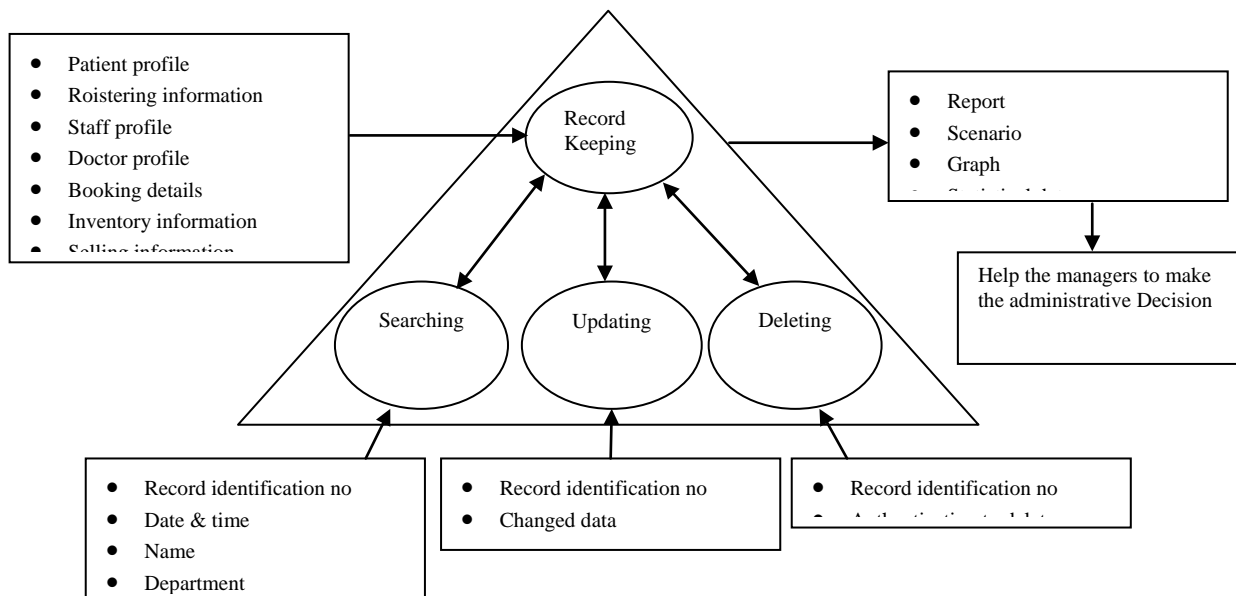 Patient profile
Roistering information
Staff profile
Doctor profile
Booking details
Inventory information
Selling information
Record
Keeping
Report
Scenario
Graph
Help the managers to make
the administrative Decision
Searching
Updating
Deleting
Record identification no
Date & time
Name
Department
Record identification no
Changed data
Record identification no